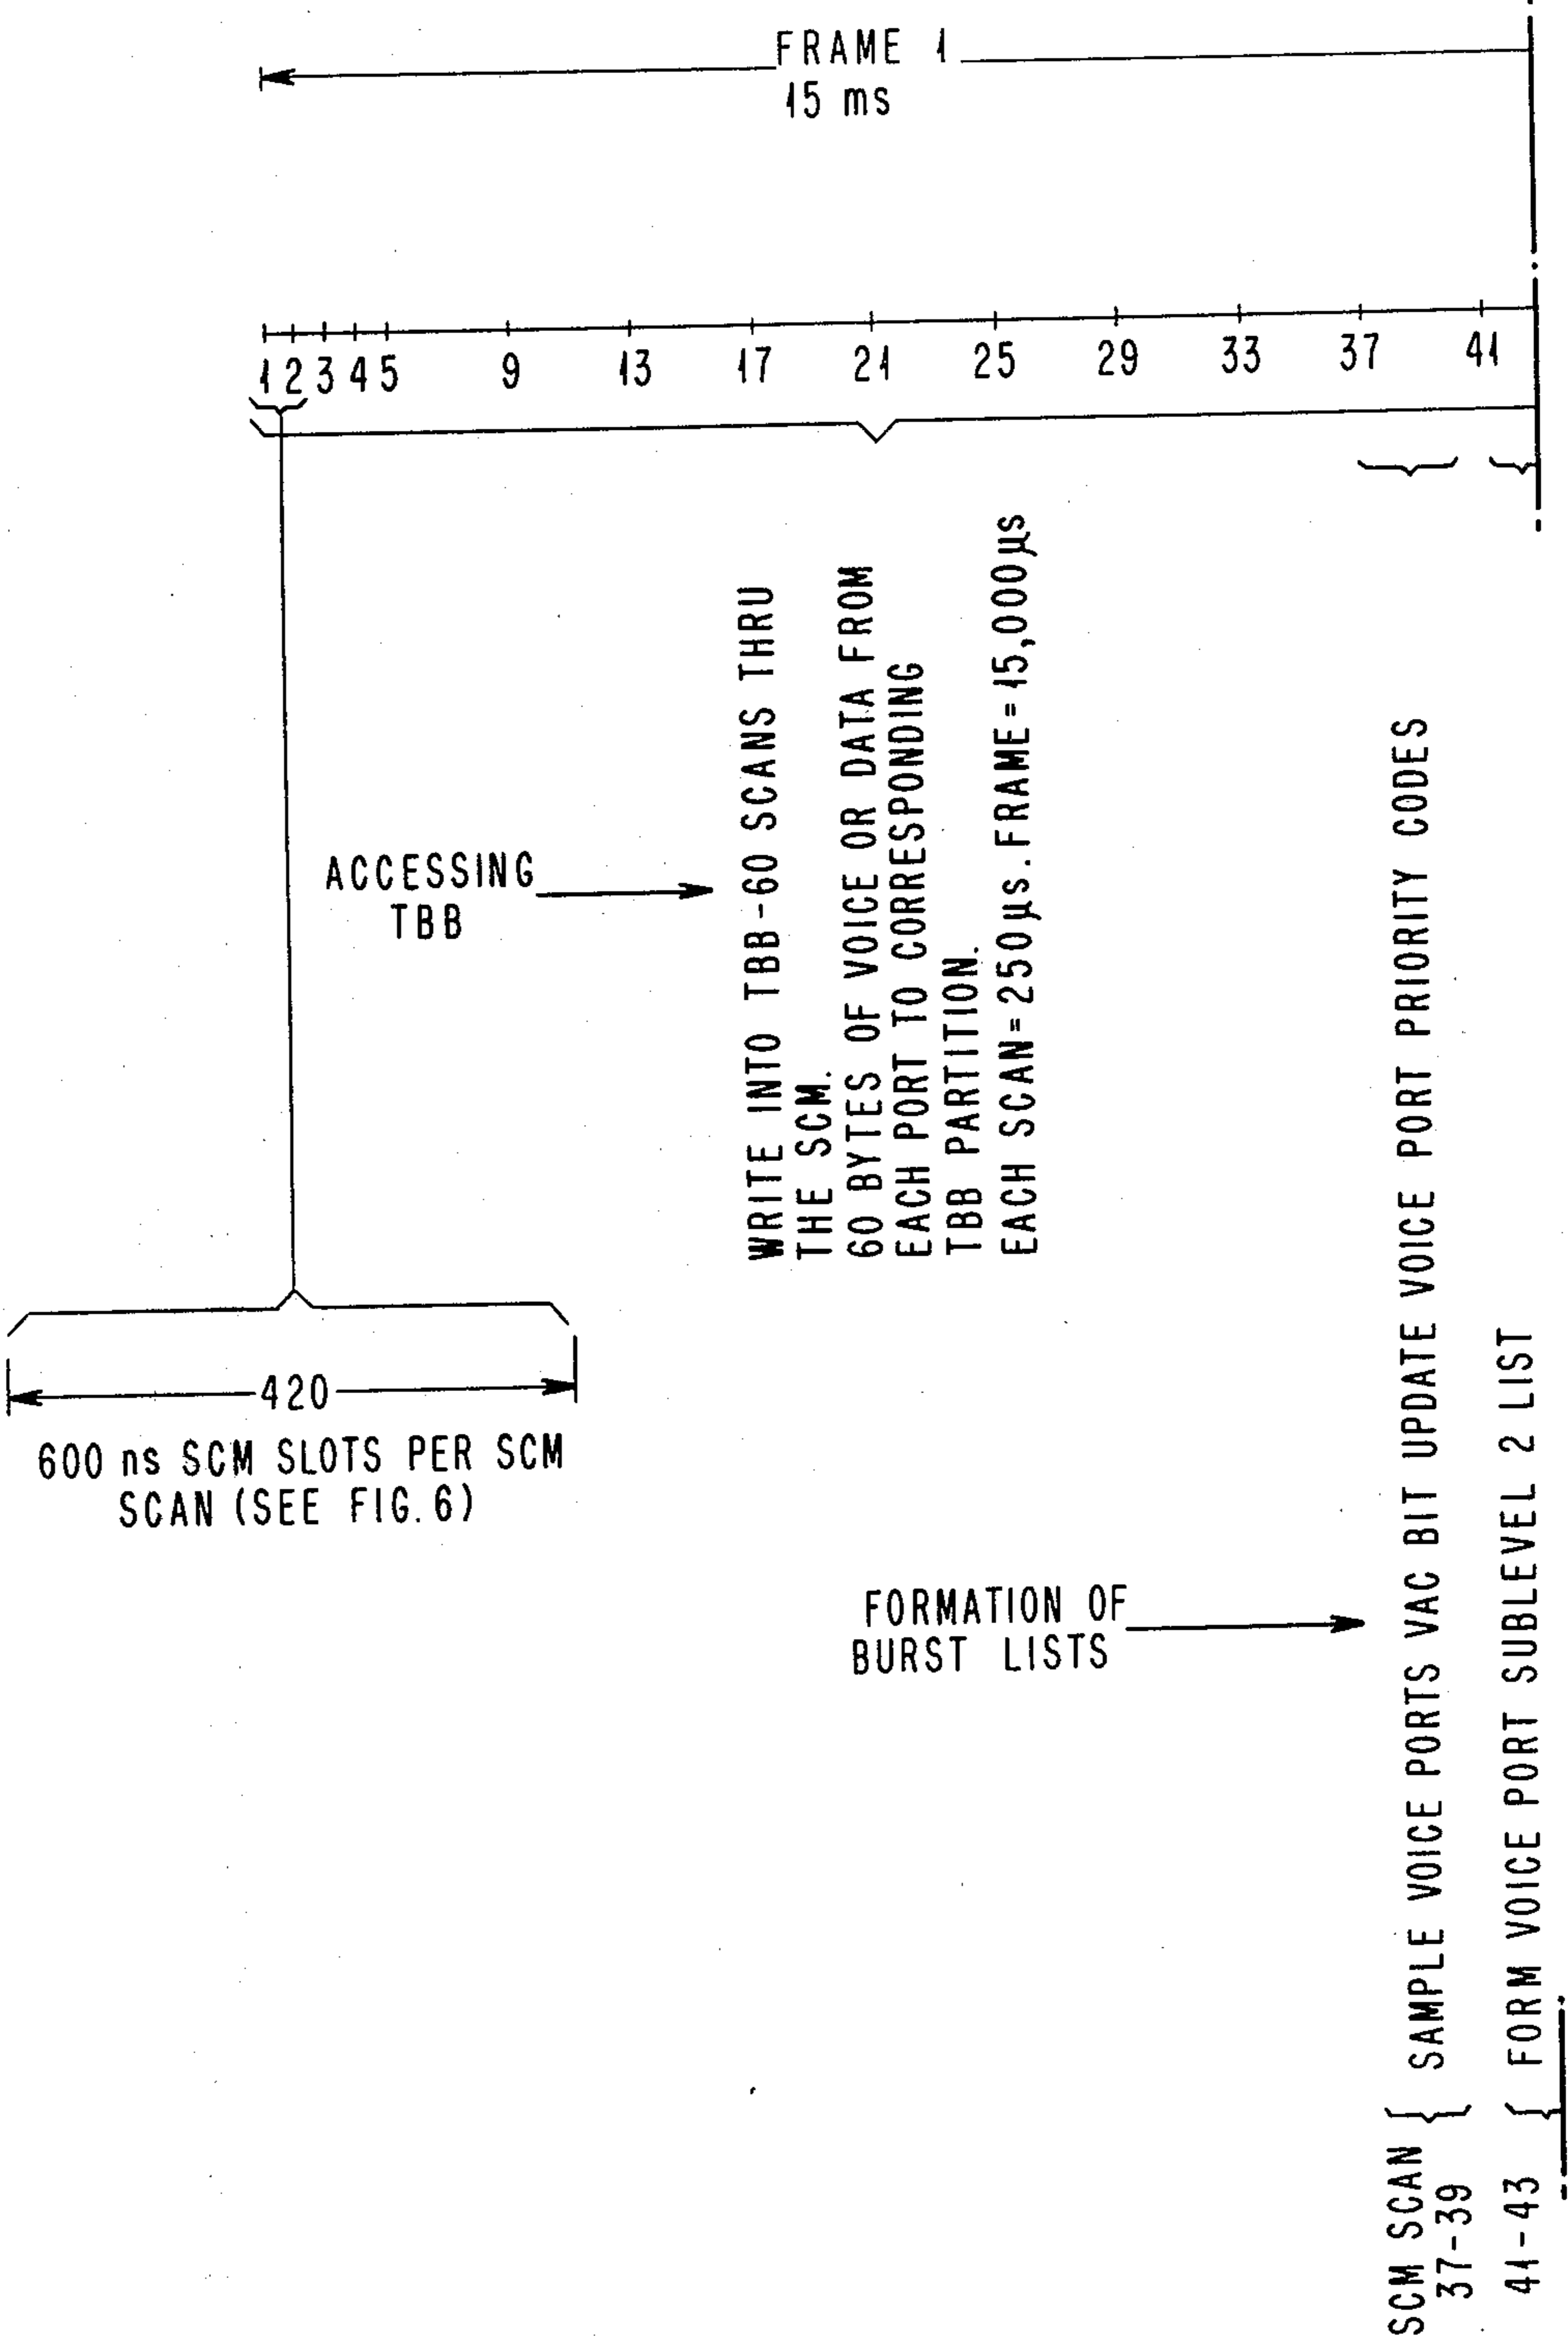 FRAME 1
15 ms
1 2 3 4 5 9 13 17 21 25 29 33 37 41
ACCESSING
TBB
WRITE INTO TBB-60 SCANS THRU
THE SCM.
60 BYTES OF VOICE OR DATA FROM
EACH PORT TO CORRESPONDING
TBB PARTITION.
EACH SCAN=250µs. FRAME=15,000µs
420
600 ns SCM SLOTS PER SCM
SCAN (SEE FIG. 6)
FORMATION OF
BURST LISTS
SCM SCAN
37-39 { SAMPLE VOICE PORTS VAC BIT UPDATE VOICE PORT PRIORITY CODES
41-43 { FORM VOICE PORT SUBLEVEL 2 LIST